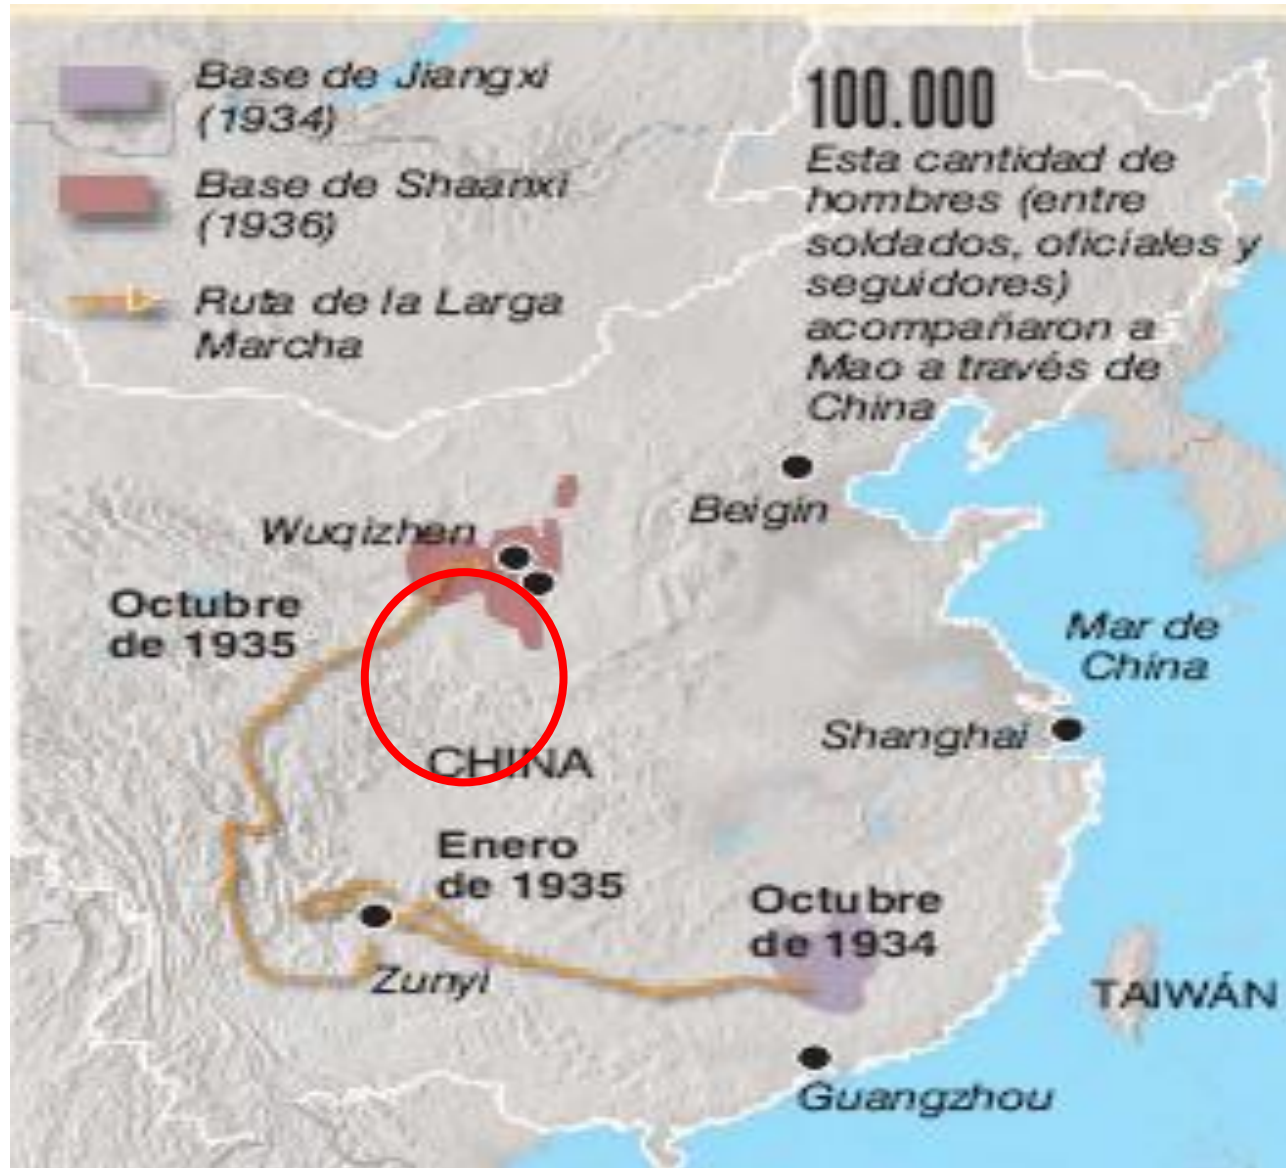 Base de Jiangxi
(1934)
Base de Shaanxi
(1936)
Ruta de la Larga
Marcha
100.000
Esta cantidad de
hombres (entre
soldados, oficiales y
seguidores)
acompañaron a
Mao a través de
China
Beigin
Wuqizhen
Octubre
de 1935
Mar de
China
Shanghai
CHINA
Enero
de 1935
Octubre
de 1934
Zunyi
TAIWÁN
Guangzhou